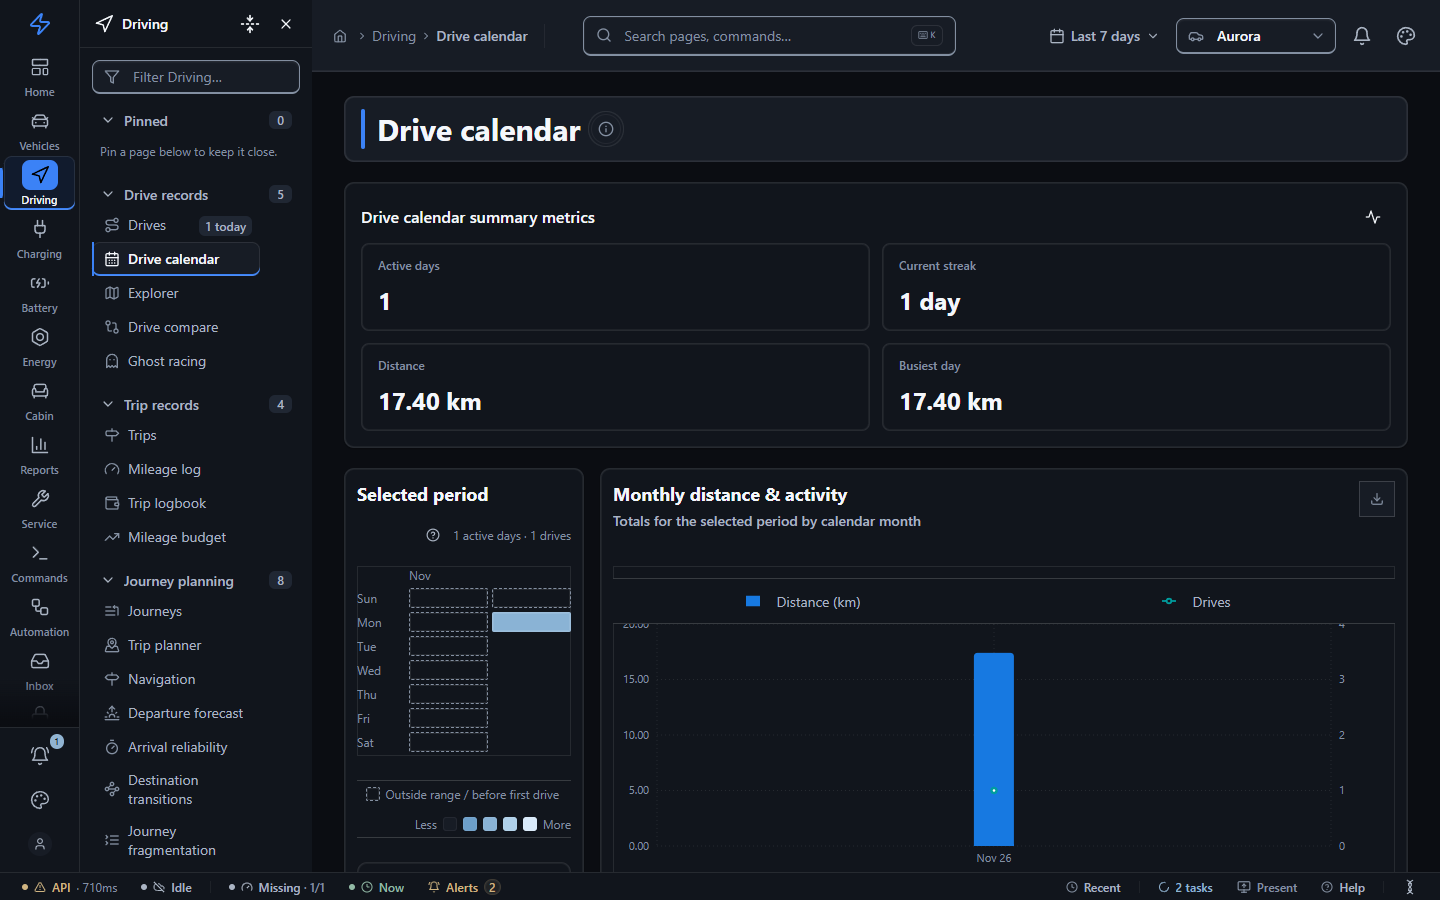 Home
Vehicles
Driving
Charging
Battery
Energy
Cabin
Reports
Service
Commands
Automation
Inbox
1
Driving
Filter Driving...
Pinned 0
Pin a page below to keep it close.
Drive records 5
Drives 1 today
Drive calendar
Explorer
Drive compare
Ghost racing
Trip records 4
Trips
Mileage log
Trip logbook
Mileage budget
Journey planning 8
Journeys
Trip planner
Navigation
Departure forecast
Arrival reliability
Destination
transitions
Journey
fragmentation
Driving Drive calendar
Search pages, commands... K
Last 7 days
Aurora
Drive calendar
Drive calendar summary metrics
Active days
1
Current streak
1 day
Distance
17.40 km
Busiest day
17.40 km
Selected period
1 active days · 1 drives
Nov
Sun
Mon
Tue
Wed
Thu
Fri
Sat
Outside range / before first drive
Less More
Monthly distance & activity
Totals for the selected period by calendar month
Distance (km) Drives
20.00 4
15.00 3
10.00 2
5.00 1
0.00 0
Nov 26
API · 710ms Idle Missing · 1/1 Now Alerts 2 Recent 2 tasks Present Help